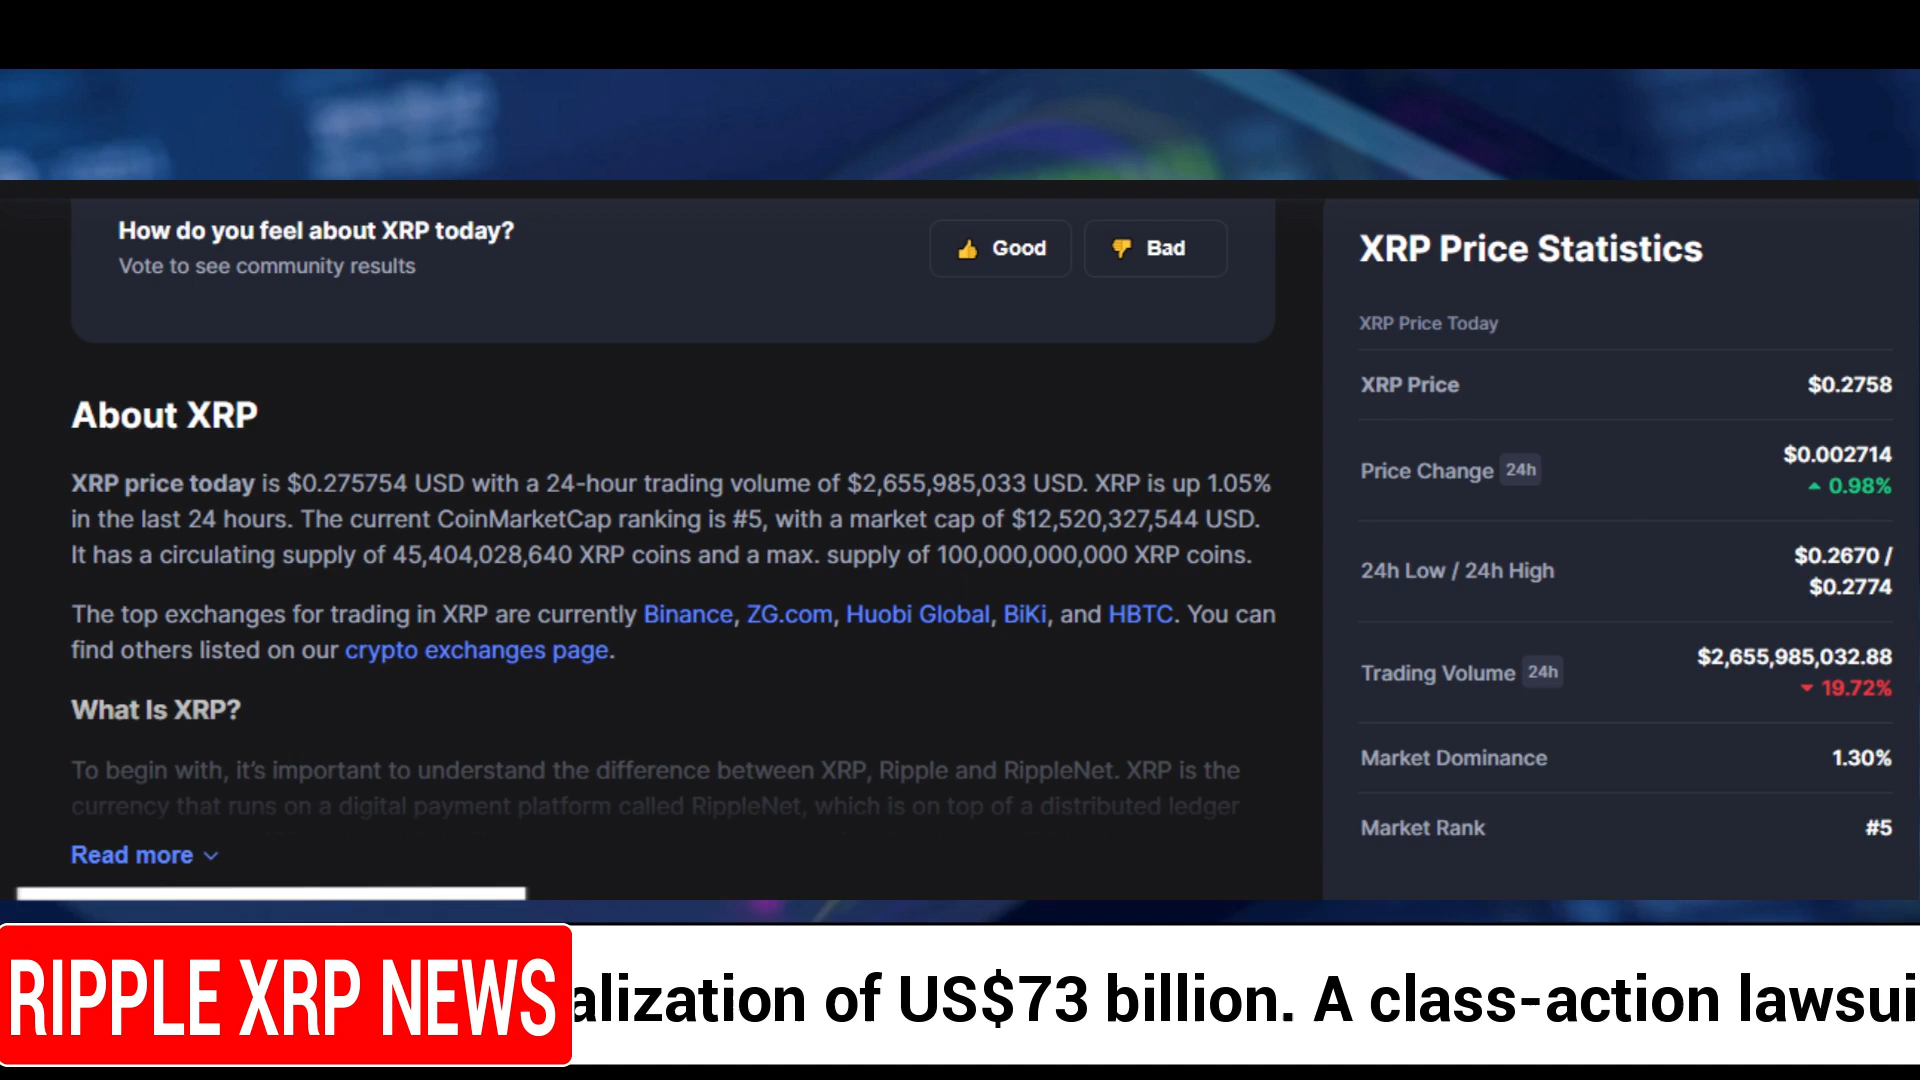 How do you feel about XRP today?
Vote to see community results
Good
Bad
About XRP
XRP price today is $0.275754 USD with a 24-hour trading volume of $2,655,985,033 USD. XRP is up 1.05%
in the last 24 hours. The current CoinMarketCap ranking is #5, with a market cap of $12,520,327,544 USD.
It has a circulating supply of 45,404,028,640 XRP coins and a max. supply of 100,000,000,000 XRP coins.
The top exchanges for trading in XRP are currently Binance, ZG.com, Huobi Global, BiKi, and HBTC. You can
find others listed on our crypto exchanges page.
What Is XRP?
To begin with, it's important to understand the difference between XRP, Ripple and RippleNet. XRP is the
currency that runs on a digital payment platform called RippleNet, which is on top of a distributed ledger
Read more
XRP Price Statistics
XRP Price Today
XRP Price $0.2758
Price Change 24h $0.002714
0.98%
24h Low / 24h High $0.2670 /
$0.2774
Trading Volume 24h $2,655,985,032.88
19.72%
Market Dominance 1.30%
Market Rank #5
RIPPLE XRP NEWS
alization of US$73 billion. A class-action lawsui